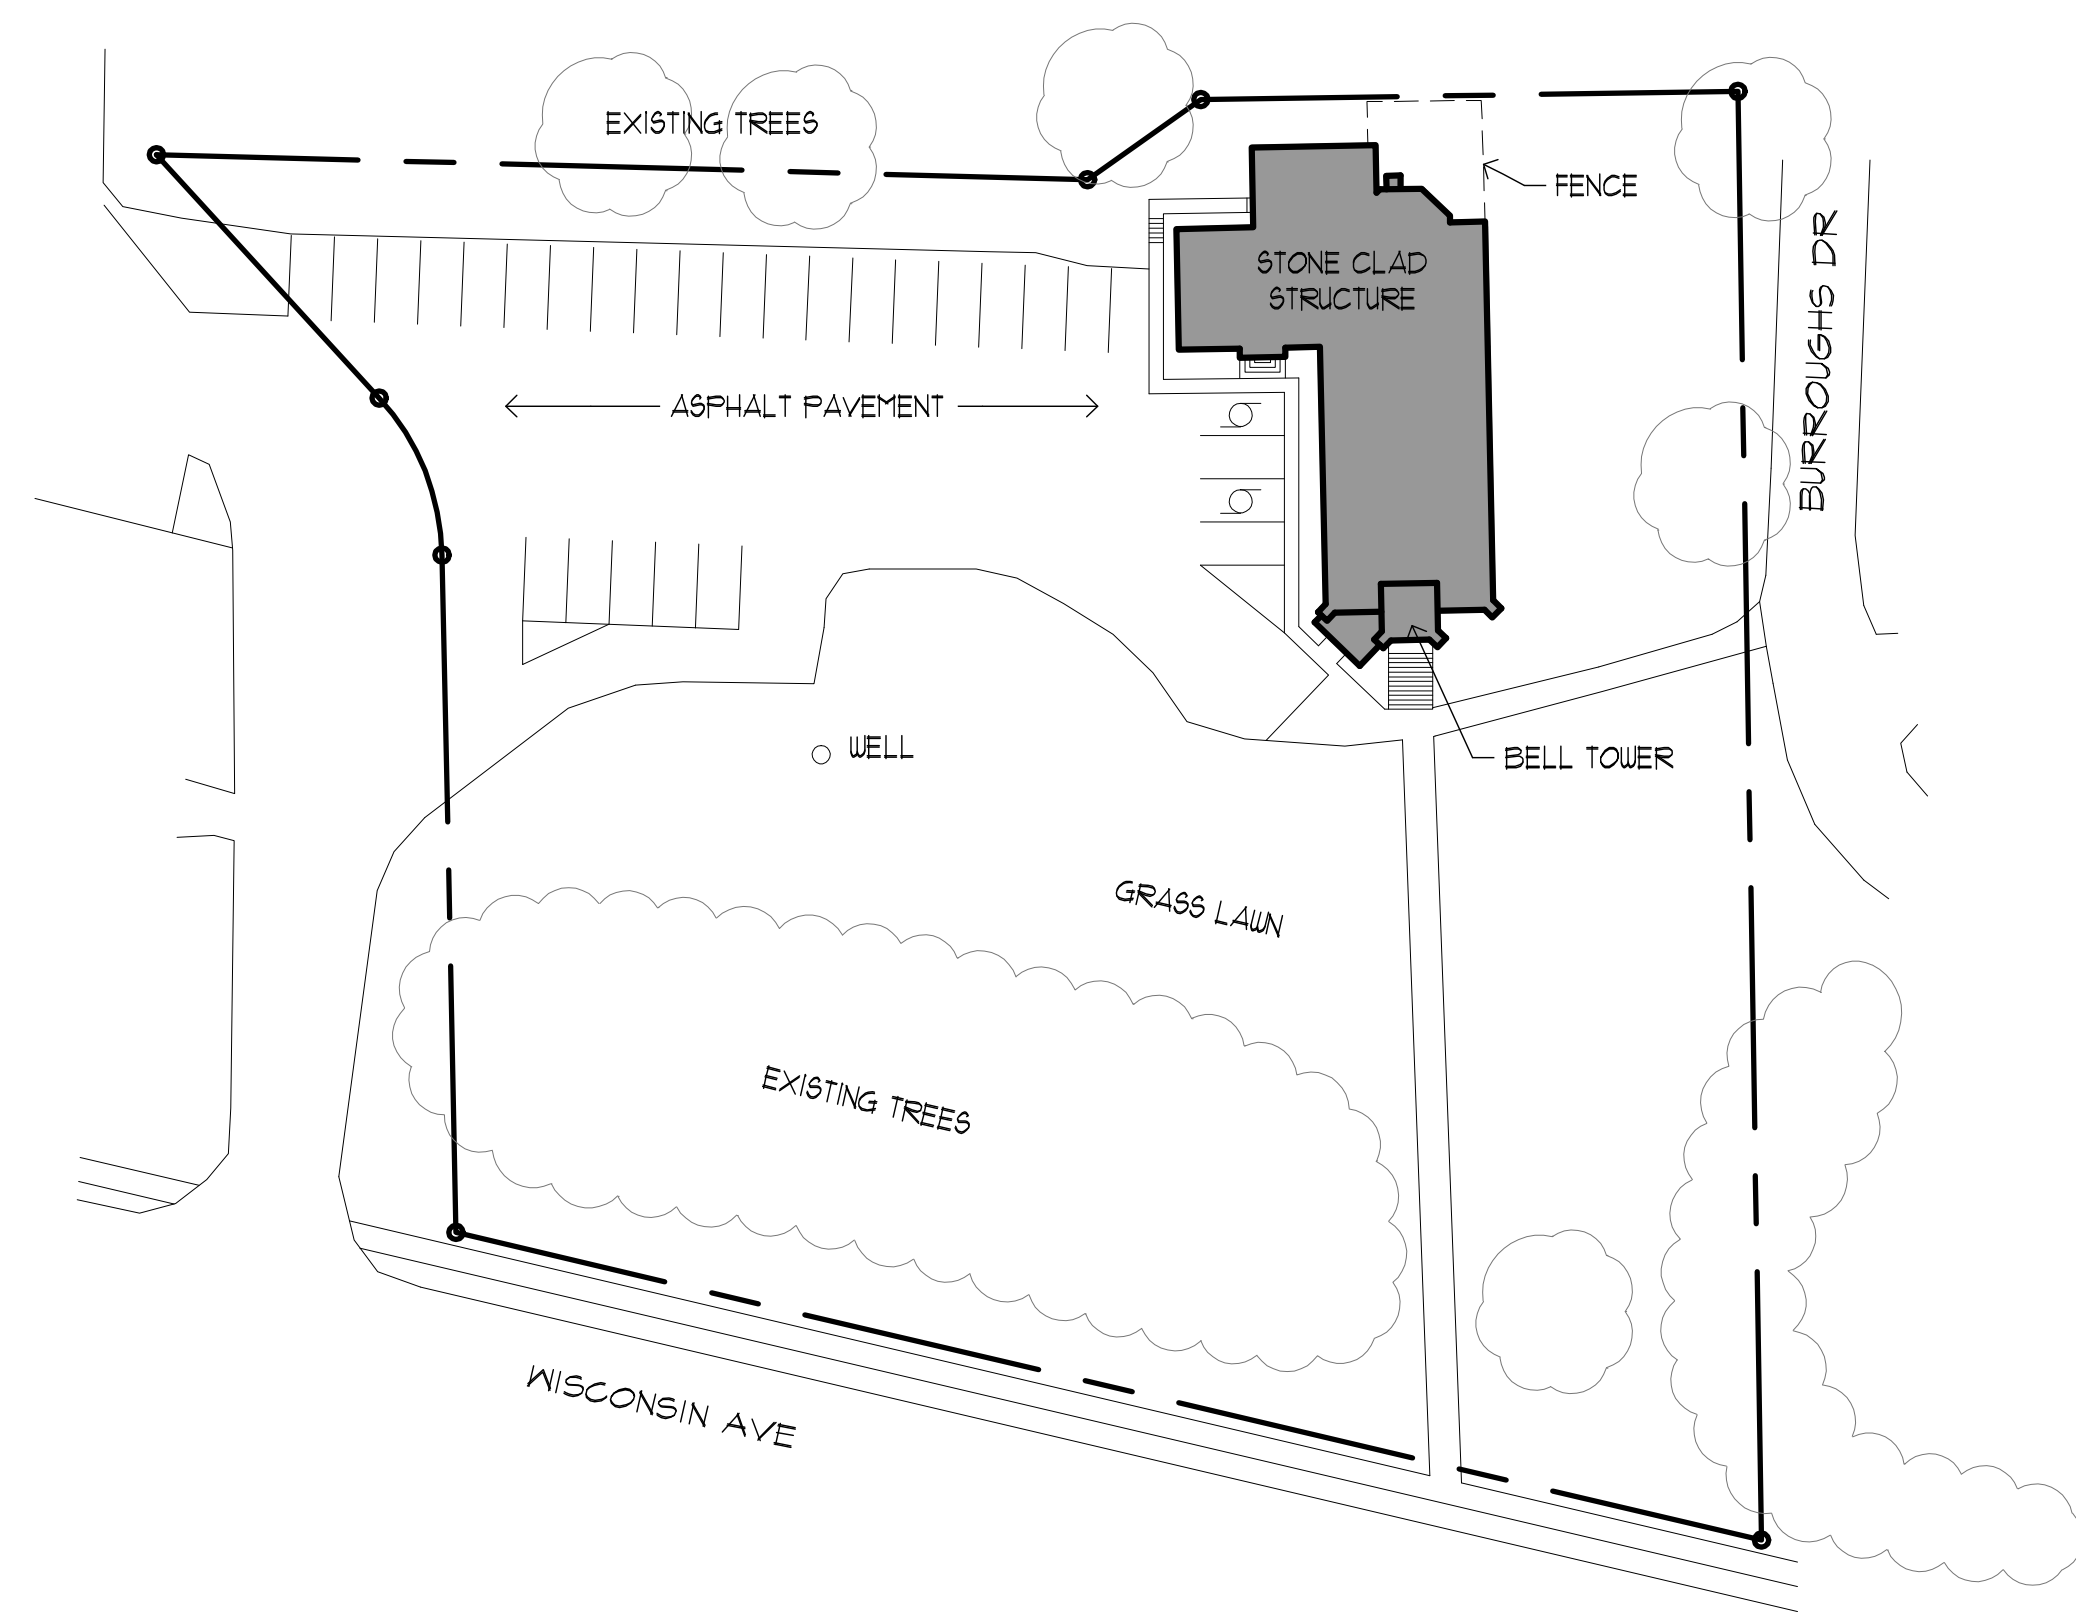 EXISTING TREES
FENCE
STONE CLAD
STRUCTURE
BURROUGHS DR
ASPHALT PAVEMENT
WELL
BELL TOWER
GRASS LAWN
EXISTING TREES
WISCONSIN AVE